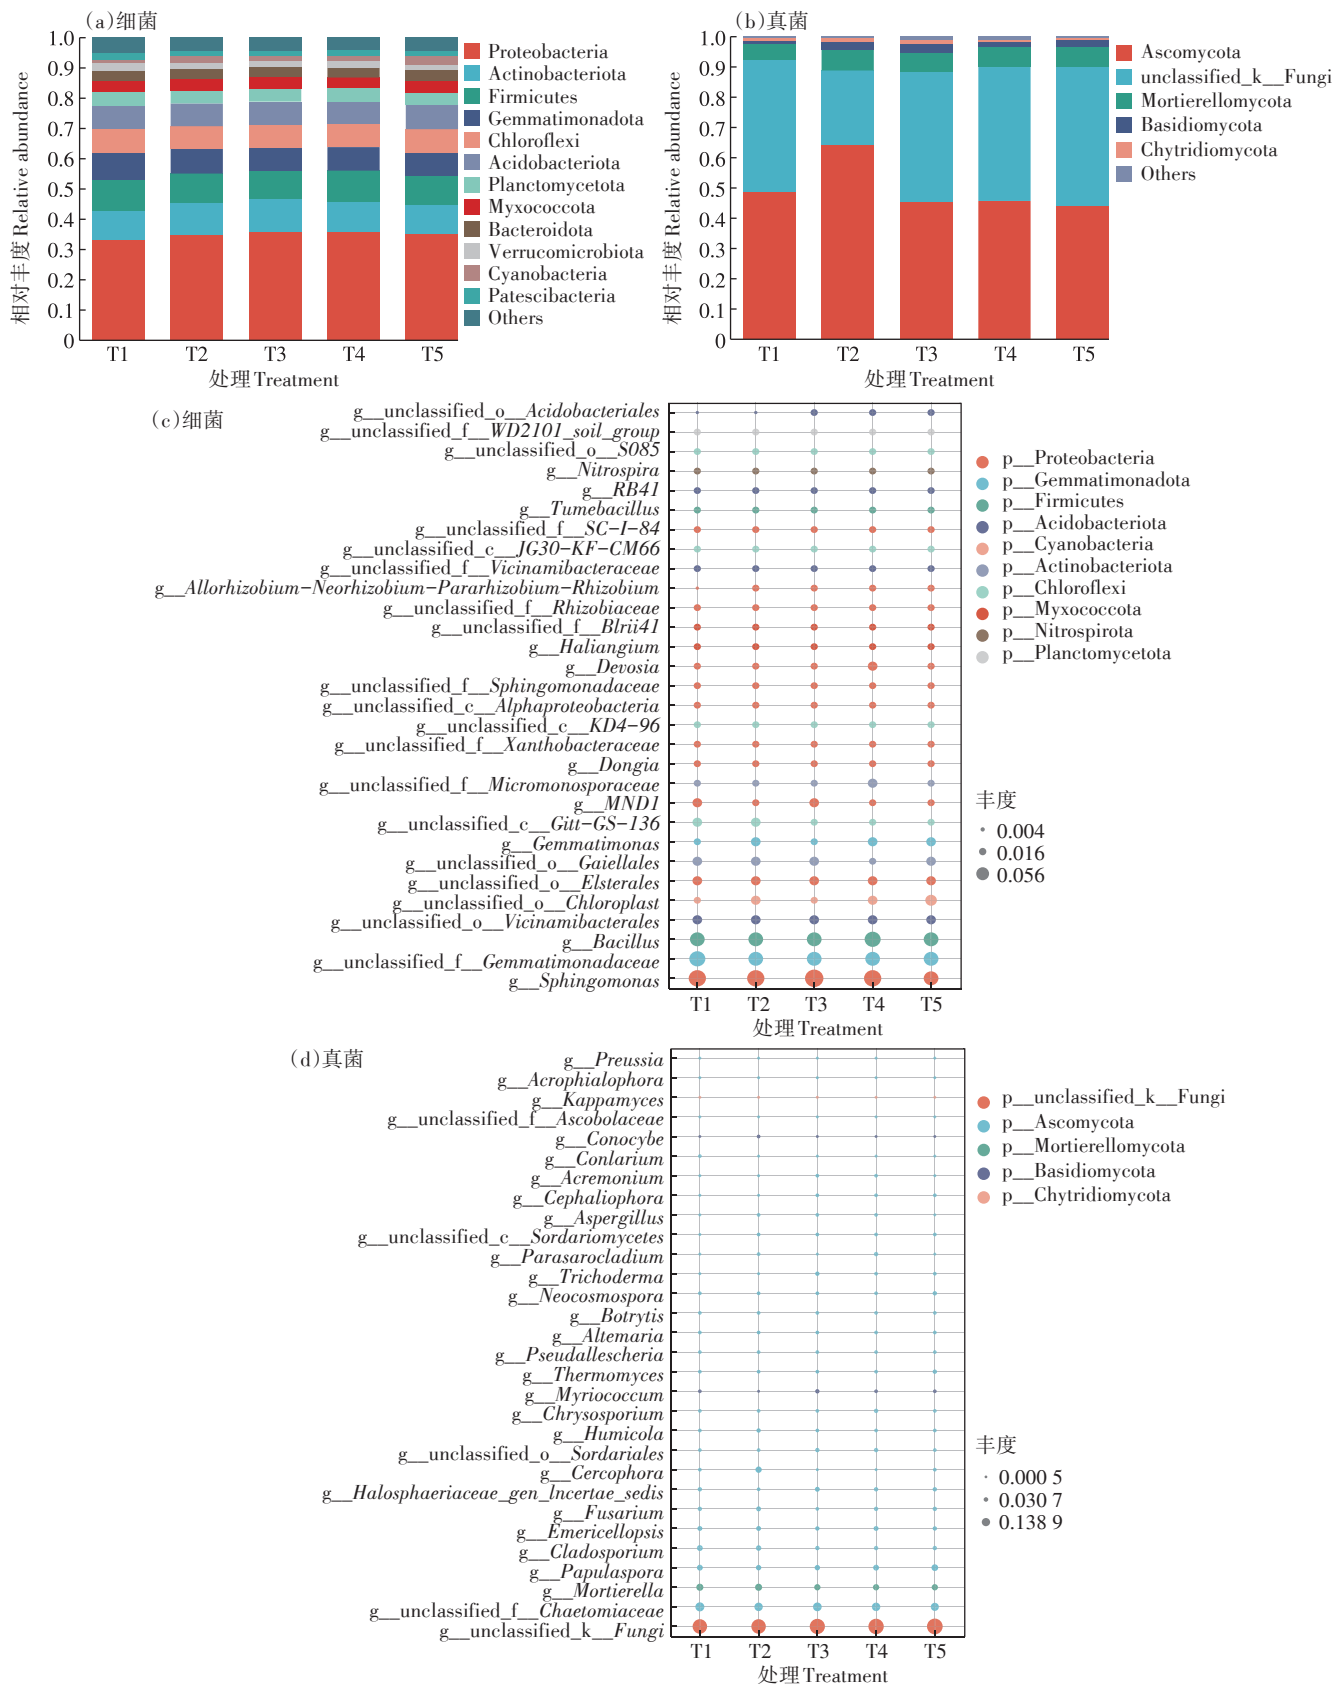 (a)细菌
1.0
0.9
0.8
0.7
0.6
0.5
0.4
0.3
0.2
0.1
0
相对丰度 Relative abundance
T1 T2 T3 T4 T5
处理 Treatment
Proteobacteria
Actinobacteriota
Firmicutes
Gemmatimonadota
Chloroflexi
Acidobacteriota
Planctomycetota
Myxococcota
Bacteroidota
Verrucomicrobiota
Cyanobacteria
Patescibacteria
Others
(b)真菌
1.0
0.9
0.8
0.7
0.6
0.5
0.4
0.3
0.2
0.1
0
相对丰度 Relative abundance
T1 T2 T3 T4 T5
处理 Treatment
Ascomycota
unclassified_k__Fungi
Mortierellomycota
Basidiomycota
Chytridiomycota
Others
(c)细菌
g__unclassified_o__Acidobacteriales
g__unclassified_f__WD2101_soil_group
g__unclassified_o__S085
g__Nitrospira
g__RB41
g__Tumebacillus
g__unclassified_f__SC-I-84
g__unclassified_c__JG30-KF-CM66
g__unclassified_f__Vicinamibacteraceae
g__Allorhizobium-Neorhizobium-Pararhizobium-Rhizobium
g__unclassified_f__Rhizobiaceae
g__unclassified_f__Blrii41
g__Haliangium
g__Devosia
g__unclassified_f__Sphingomonadaceae
g__unclassified_c__Alphaproteobacteria
g__unclassified_c__KD4-96
g__unclassified_f__Xanthobacteraceae
g__Dongia
g__unclassified_f__Micromonosporaceae
g__MND1
g__unclassified_c__Gitt-GS-136
g__Gemmatimonas
g__unclassified_o__Gaiellales
g__unclassified_o__Elsterales
g__unclassified_o__Chloroplast
g__unclassified_o__Vicinamibacterales
g__Bacillus
g__unclassified_f__Gemmatimonadaceae
g__Sphingomonas
T1 T2 T3 T4 T5
处理 Treatment
p__Proteobacteria
p__Gemmatimonadota
p__Firmicutes
p__Acidobacteriota
p__Cyanobacteria
p__Actinobacteriota
p__Chloroflexi
p__Myxococcota
p__Nitrospirota
p__Planctomycetota
丰度
0.004
0.016
0.056
(d)真菌
g__Preussia
g__Acrophialophora
g__Kappamyces
g__unclassified_f__Ascobolaceae
g__Conocybe
g__Conlarium
g__Acremonium
g__Cephaliophora
g__Aspergillus
g__unclassified_c__Sordariomycetes
g__Parasarocladium
g__Trichoderma
g__Neocosmospora
g__Botrytis
g__Altemaria
g__Pseudallescheria
g__Thermomyces
g__Myriococcum
g__Chrysosporium
g__Humicola
g__unclassified_o__Sordariales
g__Cercophora
g__Halosphaeriaceae_gen_lncertae_sedis
g__Fusarium
g__Emericellopsis
g__Cladosporium
g__Papulaspora
g__Mortierella
g__unclassified_f__Chaetomiaceae
g__unclassified_k__Fungi
T1 T2 T3 T4 T5
处理 Treatment
p__unclassified_k__Fungi
p__Ascomycota
p__Mortierellomycota
p__Basidiomycota
p__Chytridiomycota
丰度
0.000 5
0.030 7
0.138 9